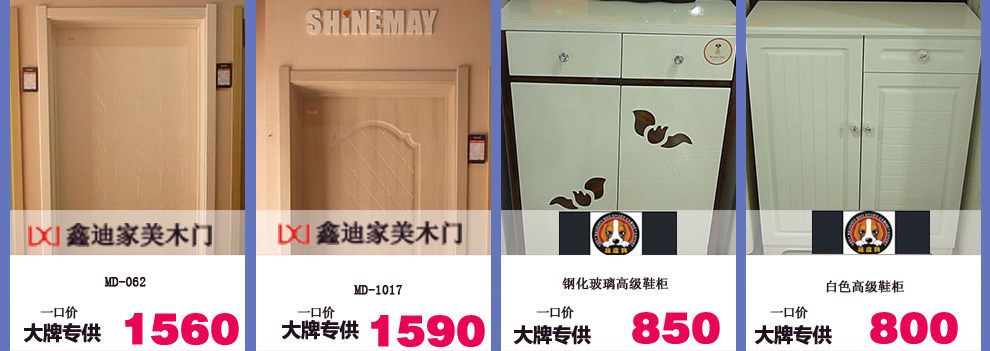 鑫迪家美木门
MD-062
一口价
大牌专供
1560
SHiNEMAY
鑫迪家美木门
MD-1017
一口价
大牌专供
1590
钢化玻璃高级鞋柜
一口价
大牌专供
850
白色高级鞋柜
一口价
大牌专供
800